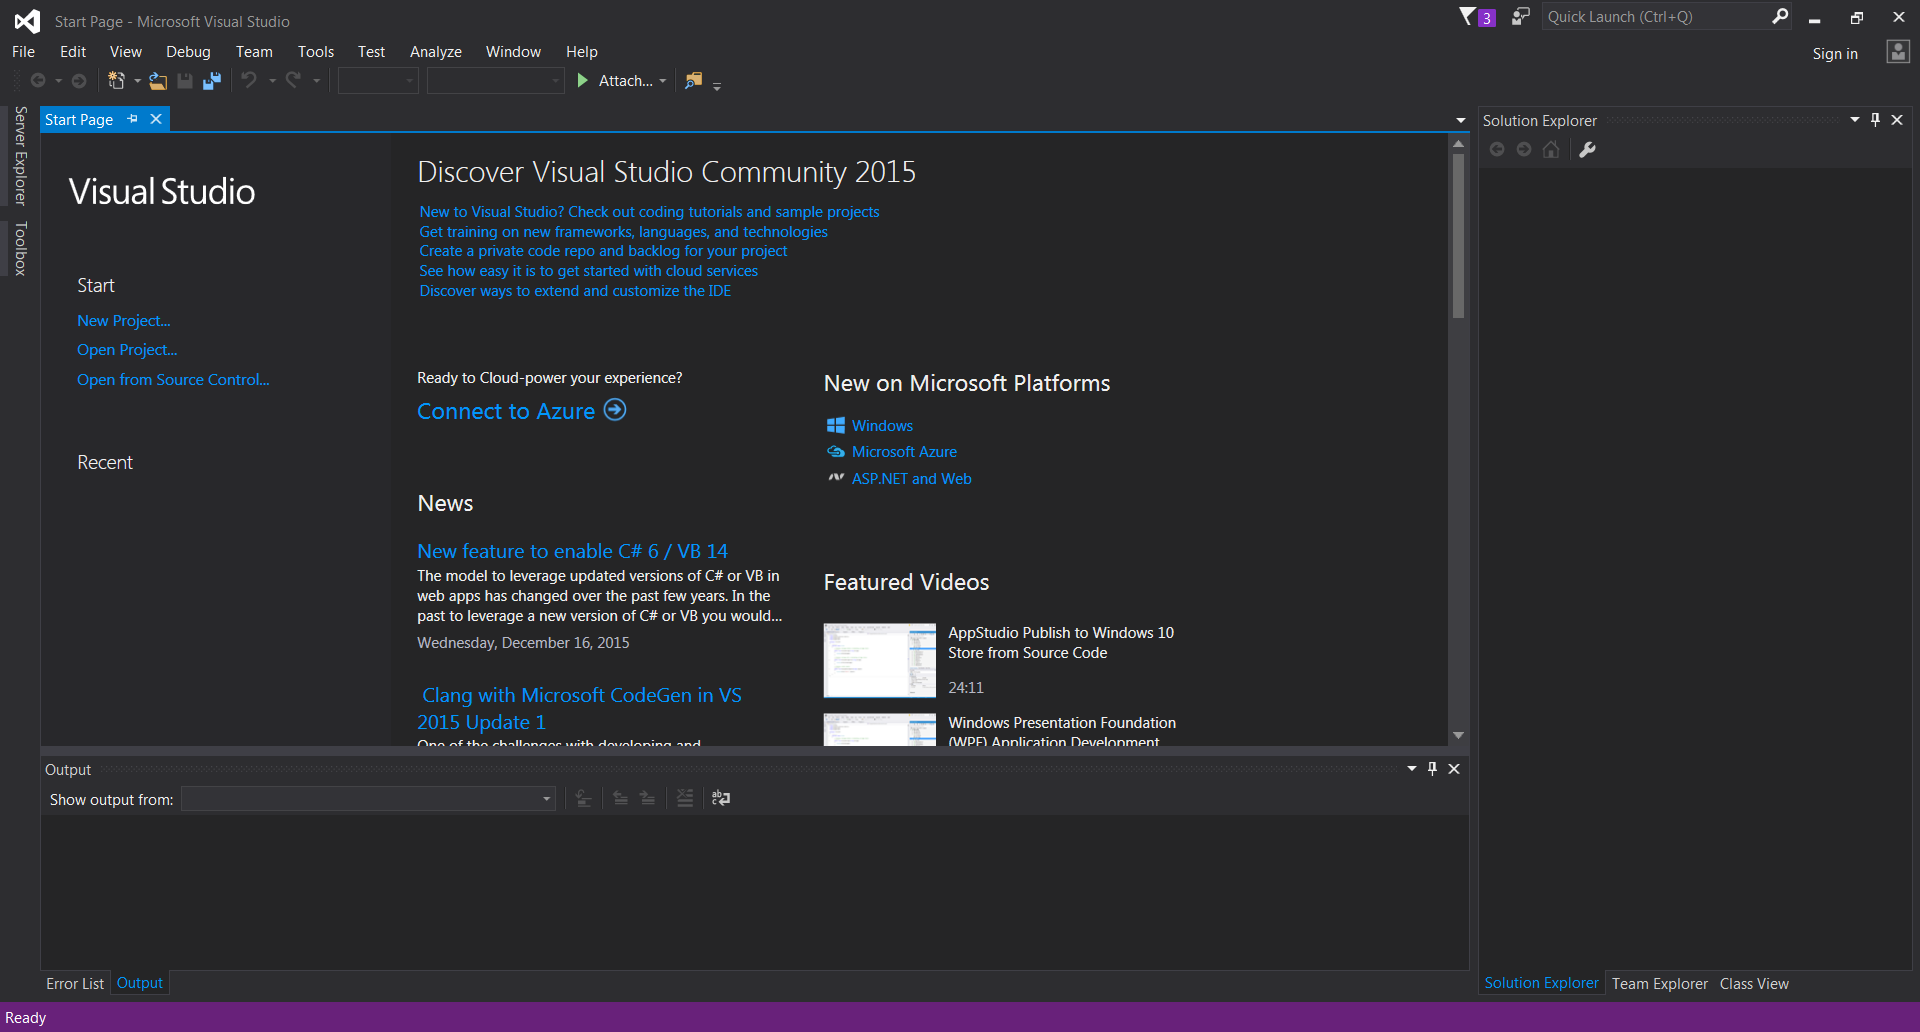 Start Page - Microsoft Visual Studio
3
Quick Launch (Ctrl+Q)
File Edit View Debug Team Tools Test Analyze Window Help
Sign in
Attach...
Server Explorer
Toolbox
Start Page
Visual Studio
Start
New Project...
Open Project...
Open from Source Control...
Recent
Discover Visual Studio Community 2015
New to Visual Studio? Check out coding tutorials and sample projects
Get training on new frameworks, languages, and technologies
Create a private code repo and backlog for your project
See how easy it is to get started with cloud services
Discover ways to extend and customize the IDE
Ready to Cloud-power your experience?
Connect to Azure
News
New feature to enable C# 6 / VB 14
The model to leverage updated versions of C# or VB in
web apps has changed over the past few years. In the
past to leverage a new version of C# or VB you would...
Wednesday, December 16, 2015
Clang with Microsoft CodeGen in VS
2015 Update 1
One of the challenges with developing and
New on Microsoft Platforms
Windows
Microsoft Azure
ASP.NET and Web
Featured Videos
AppStudio Publish to Windows 10
Store from Source Code
24:11
Windows Presentation Foundation
(WPF) Application Development
Solution Explorer
Output
Show output from:
Error List Output
Solution Explorer Team Explorer Class View
Ready